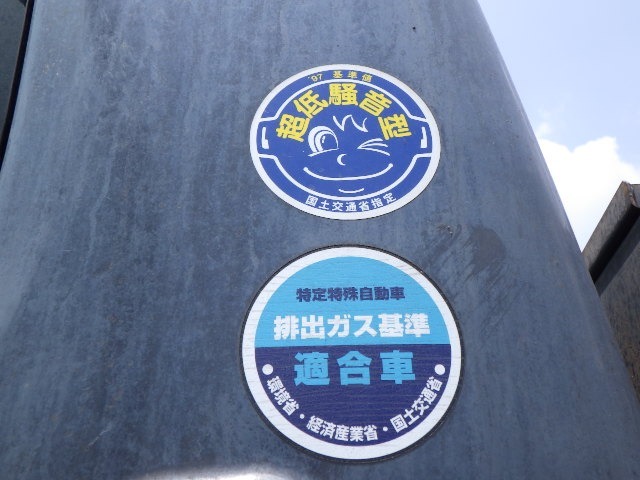 '97 基準値
超低騒音型
国土交通省指定
特定特殊自動車
排出ガス基準
適合車
●環境省・経済産業省・国土交通省●